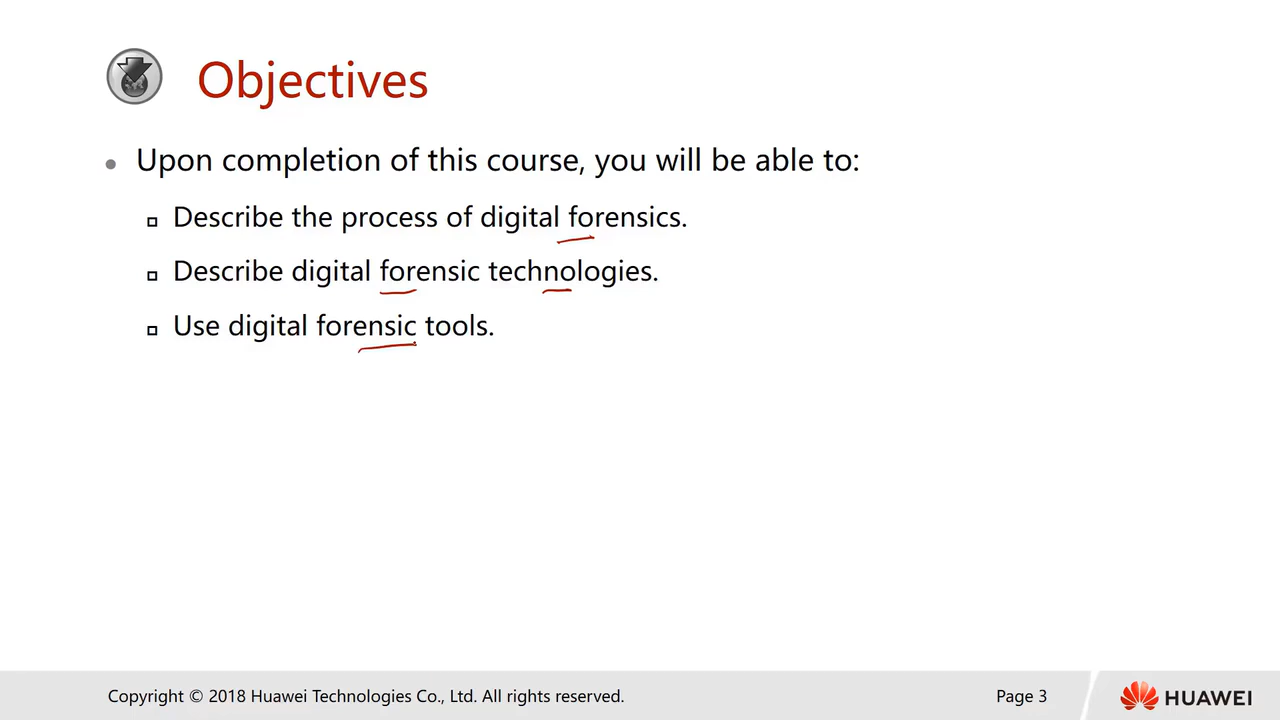 Objectives
Upon completion of this course, you will be able to:
Describe the process of digital forensics.
Describe digital forensic technologies.
Use digital forensic tools.
Copyright © 2018 Huawei Technologies Co., Ltd. All rights reserved.
Page 3
HUAWEI